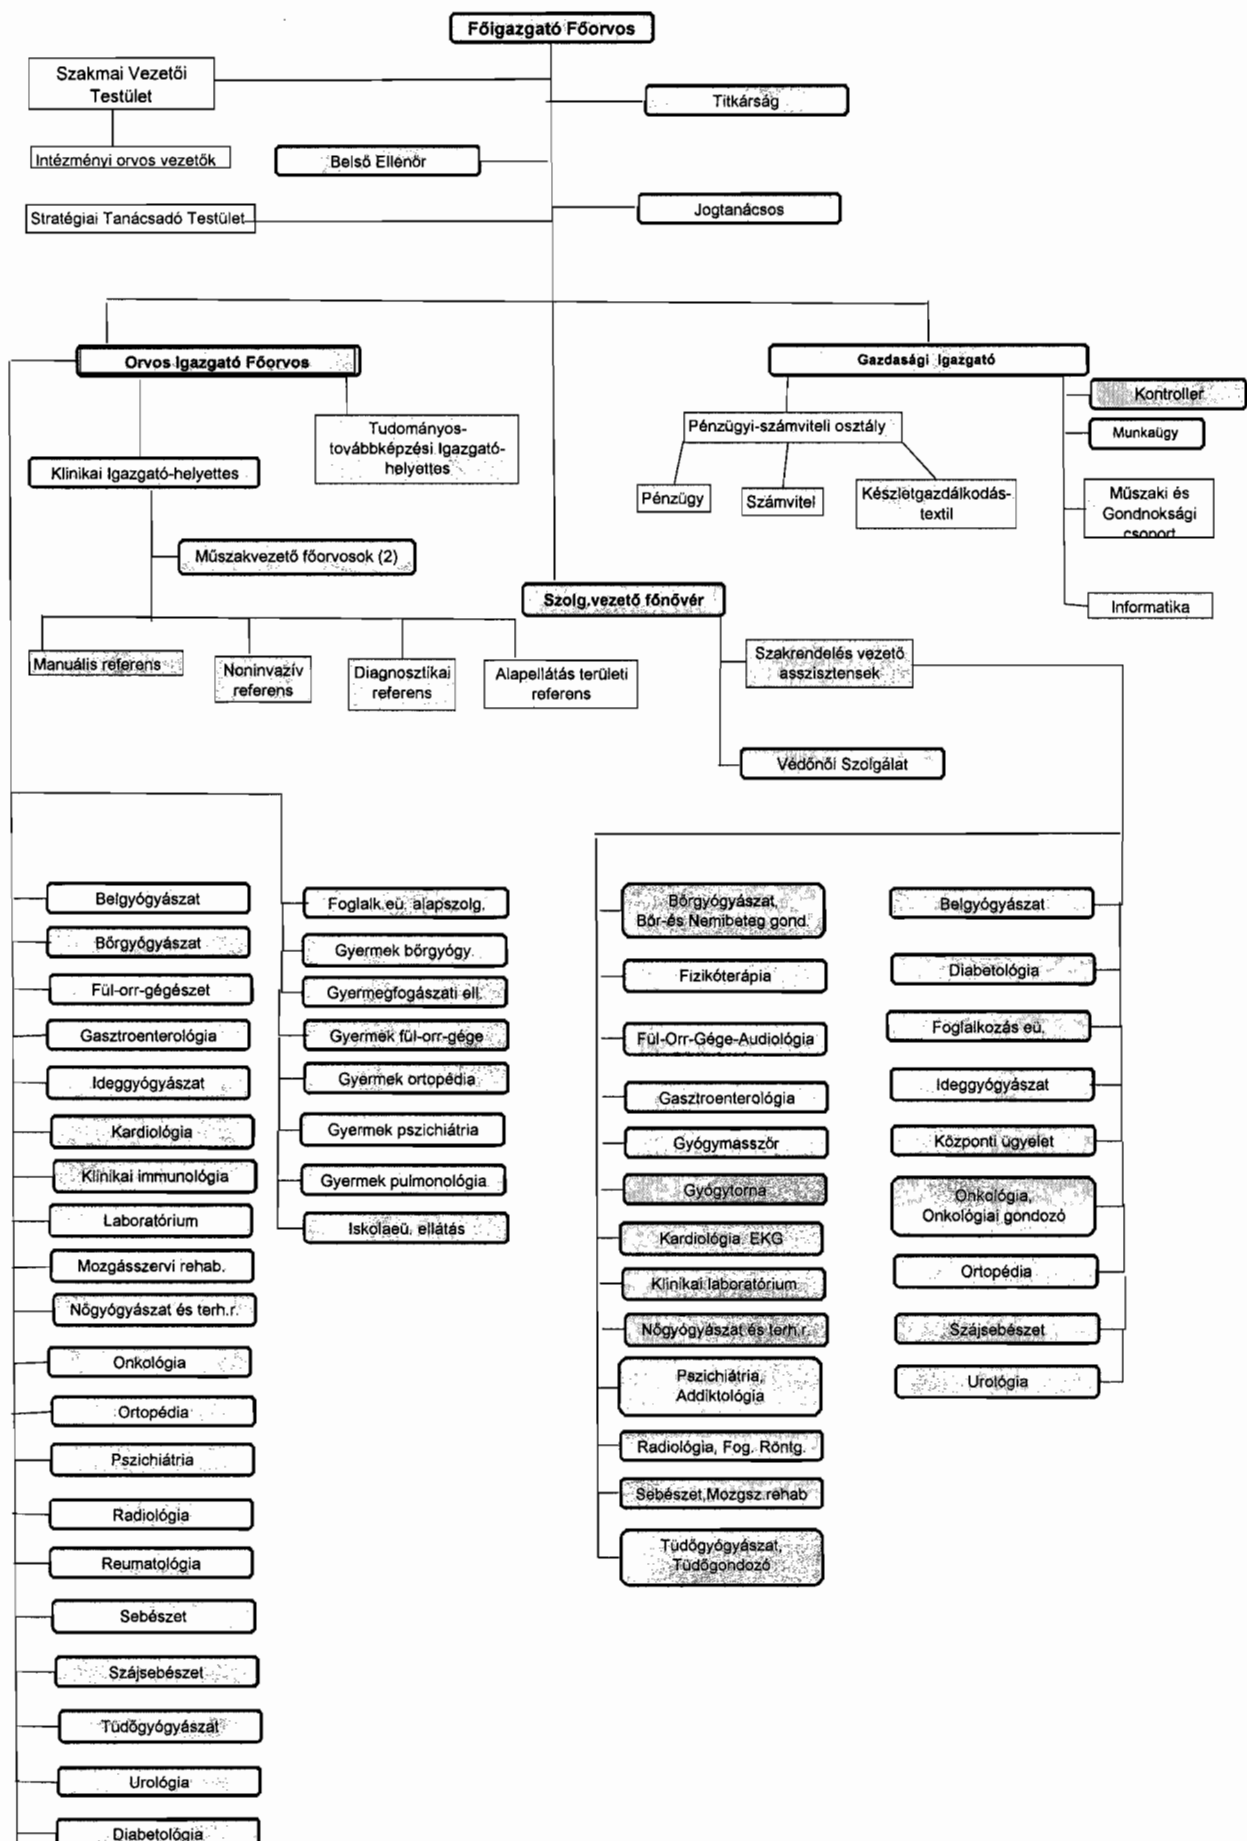 Főigazgató Főorvos
Szakmai Vezetői
Testület
Titkárság
Intézményi orvos vezetők
Belső Ellenőr
Stratégiai Tanácsadó Testület
Jogtanácsos
Orvos Igazgató Főorvos
Gazdasági Igazgató
Kontroller
Munkaügy
Tudományos-
továbbképzési Igazgató-
helyettes
Pénzügyi-számviteli osztály
Klinikai Igazgató-helyettes
Pénzügy
Számvitel
Készletgazdálkodás-
textil
Műszaki és
Gondnoksági
csoport
Műszakvezető főorvosok (2)
Szolg.vezető főnővér
Informatika
Manuális referens
Noninvazív
referens
Diagnosztikai
referens
Alapellátás területi
referens
Szakrendelés vezető
asszisztensek
Védőnői Szolgálat
Belgyógyászat
Bőrgyógyászat
Fül-orr-gégészet
Gasztroenterológia
Ideggyógyászat
Kardiológia
Klinikai immunológia
Laboratórium
Mozgásszervi rehab.
Nőgyógyászat és terh.r.
Onkológia
Ortopédia
Pszichiátria
Radiológia
Reumatológia
Sebészet
Szájsebészet
Tüdőgyógyászat
Urológia
Diabetológia
Foglalk.eü. alapszolg.
Gyermek bőrgyógy.
Gyermegfogászati ell.
Gyermek fül-orr-gége
Gyermek ortopédia
Gyermek pszichiátria
Gyermek pulmonológia
Iskolaeü. ellátás
Bőrgyógyászat,
Bőr-és Nemibeteg gond.
Fizikóterápia
Fül-Orr-Gége-Audiológia
Gasztroenterológia
Gyógymasszőr
Gyógytorna
Kardiológia, EKG
Klinikai laboratórium
Nőgyógyászat és terh.r.
Pszichiátria,
Addiktológia
Radiológia, Fog. Röntg.
Sebészet,Mozgsz.rehab
Tüdőgyógyászat,
Tüdőgondozó
Belgyógyászat
Diabetológia
Foglalkozás eü.
Ideggyógyászat
Központi ügyelet
Onkológia,
Onkológiai gondozó
Ortopédia
Szájsebészet
Urológia